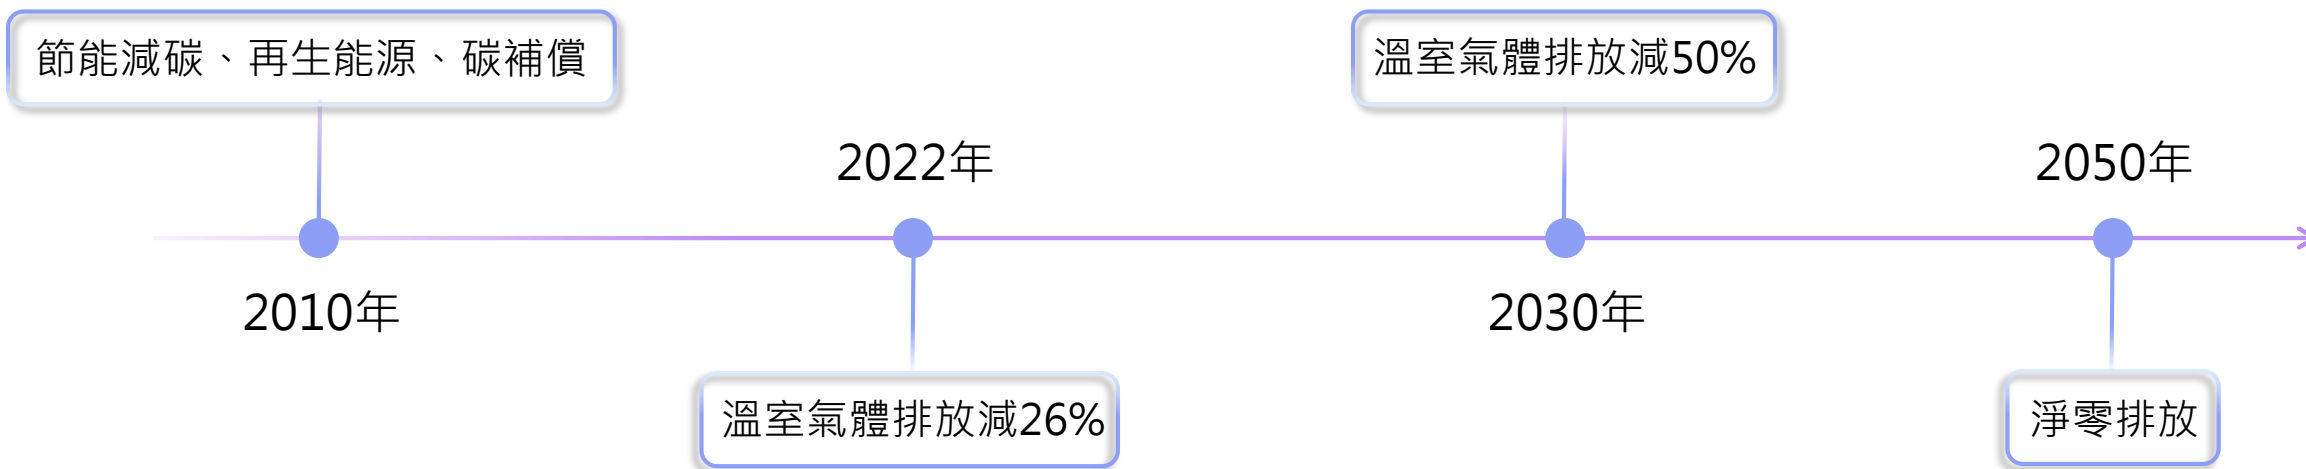 節能減碳、再生能源、碳補償
2010年
2022年
溫室氣體排放減26%
溫室氣體排放減50%
2030年
2050年
淨零排放